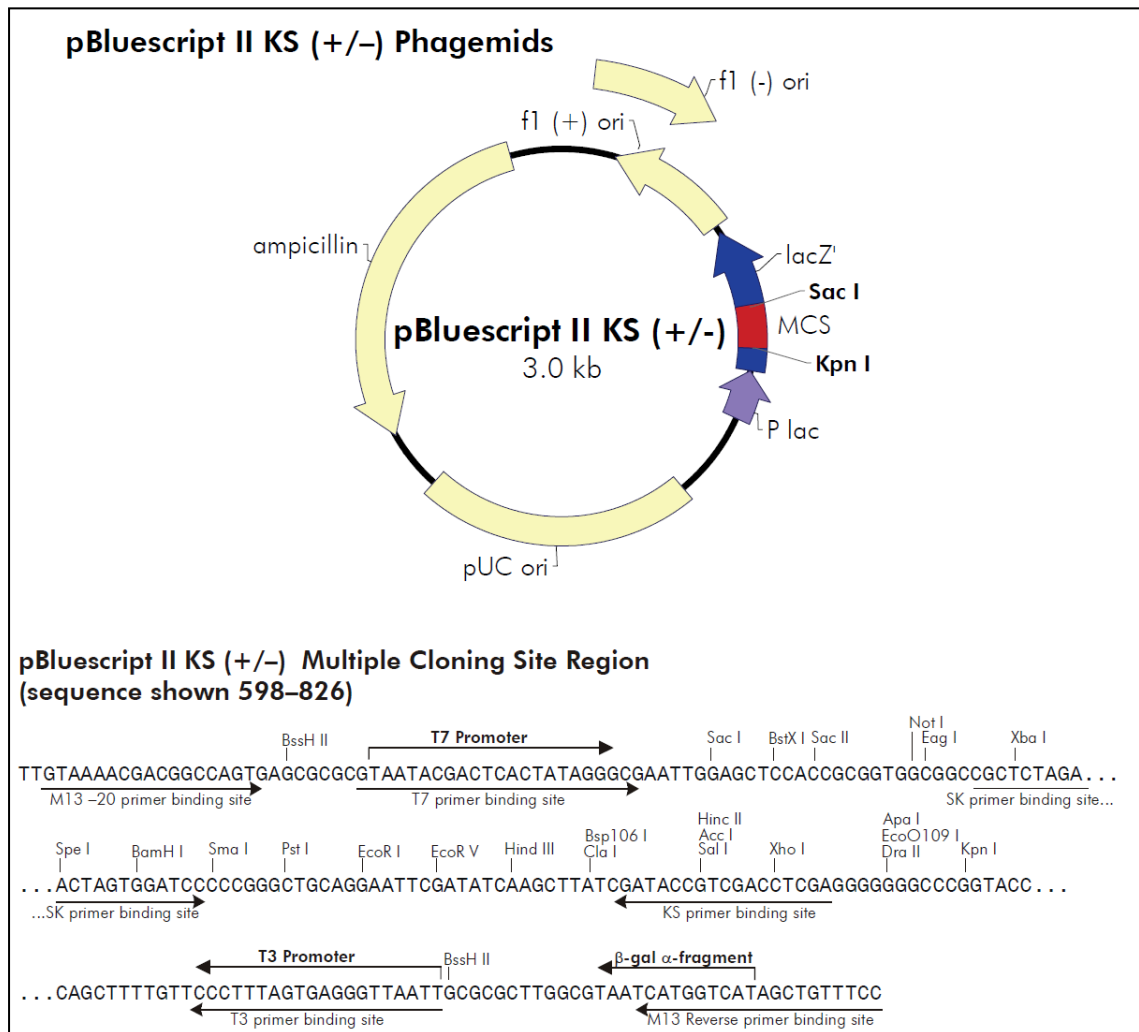 pBluescript II KS (+/–) Phagemids
f1 (-) ori
f1 (+) ori
ampicillin
lacZ'
Sac I
MCS
pBluescript II KS (+/-)
3.0 kb
Kpn I
P lac
pUC ori
pBluescript II KS (+/–) Multiple Cloning Site Region
(sequence shown 598–826)
Not I
BssH II T7 Promoter Sac I BstX I Sac II Eag I Xba I
TTGTAAAACGACGGCCAGTGAGCGCGCGTAATACGACTCACTATAGGGCGAATTGGAGCTCCACCGCGGTGGCGGCCGCTCTAGA...
M13 –20 primer binding site T7 primer binding site SK primer binding site...
Hinc II Apa I
Bsp106 I Acc I EcoO109 I
Spe I BamH I Sma I Pst I EcoR I EcoR V Hind III Cla I Sal I Xho I Dra II Kpn I
...ACTAGTGGATCCCCCGGGCTGCAGGAATTCGATATCAAGCTTATCGATACCGTCGACCTCGAGGGGGGGCCCGGTACC...
...SK primer binding site KS primer binding site
T3 Promoter BssH II β-gal α-fragment
...CAGCTTTTGTTCCCTTTAGTGAGGGTTAATTGCGCGCTTGGCGTAATCATGGTCATAGCTGTTTCC
T3 primer binding site M13 Reverse primer binding site